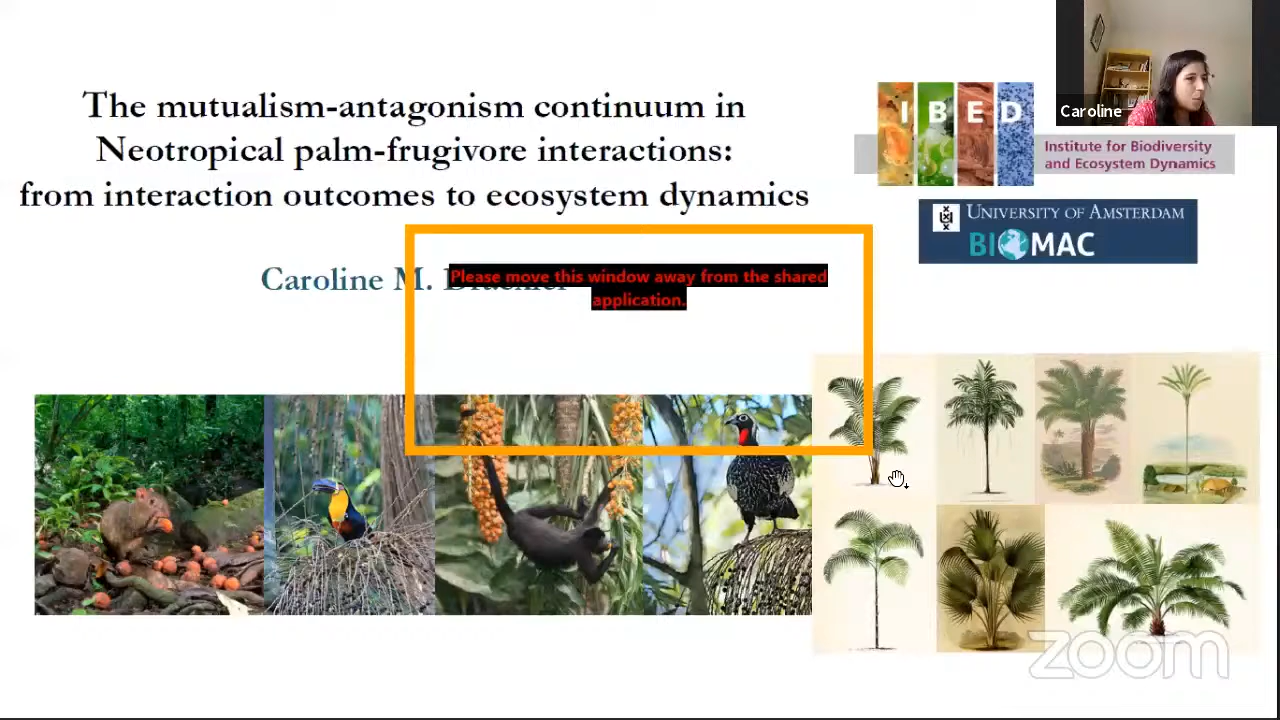 The mutualism-antagonism continuum in
Neotropical palm-frugivore interactions:
from interaction outcomes to ecosystem dynamics
Caroline M.
Please move this window away from the shared
application.
IBED
Institute for Biodiversity
and Ecosystem Dynamics
UNIVERSITY OF AMSTERDAM
BIOMAC
Caroline
zoom